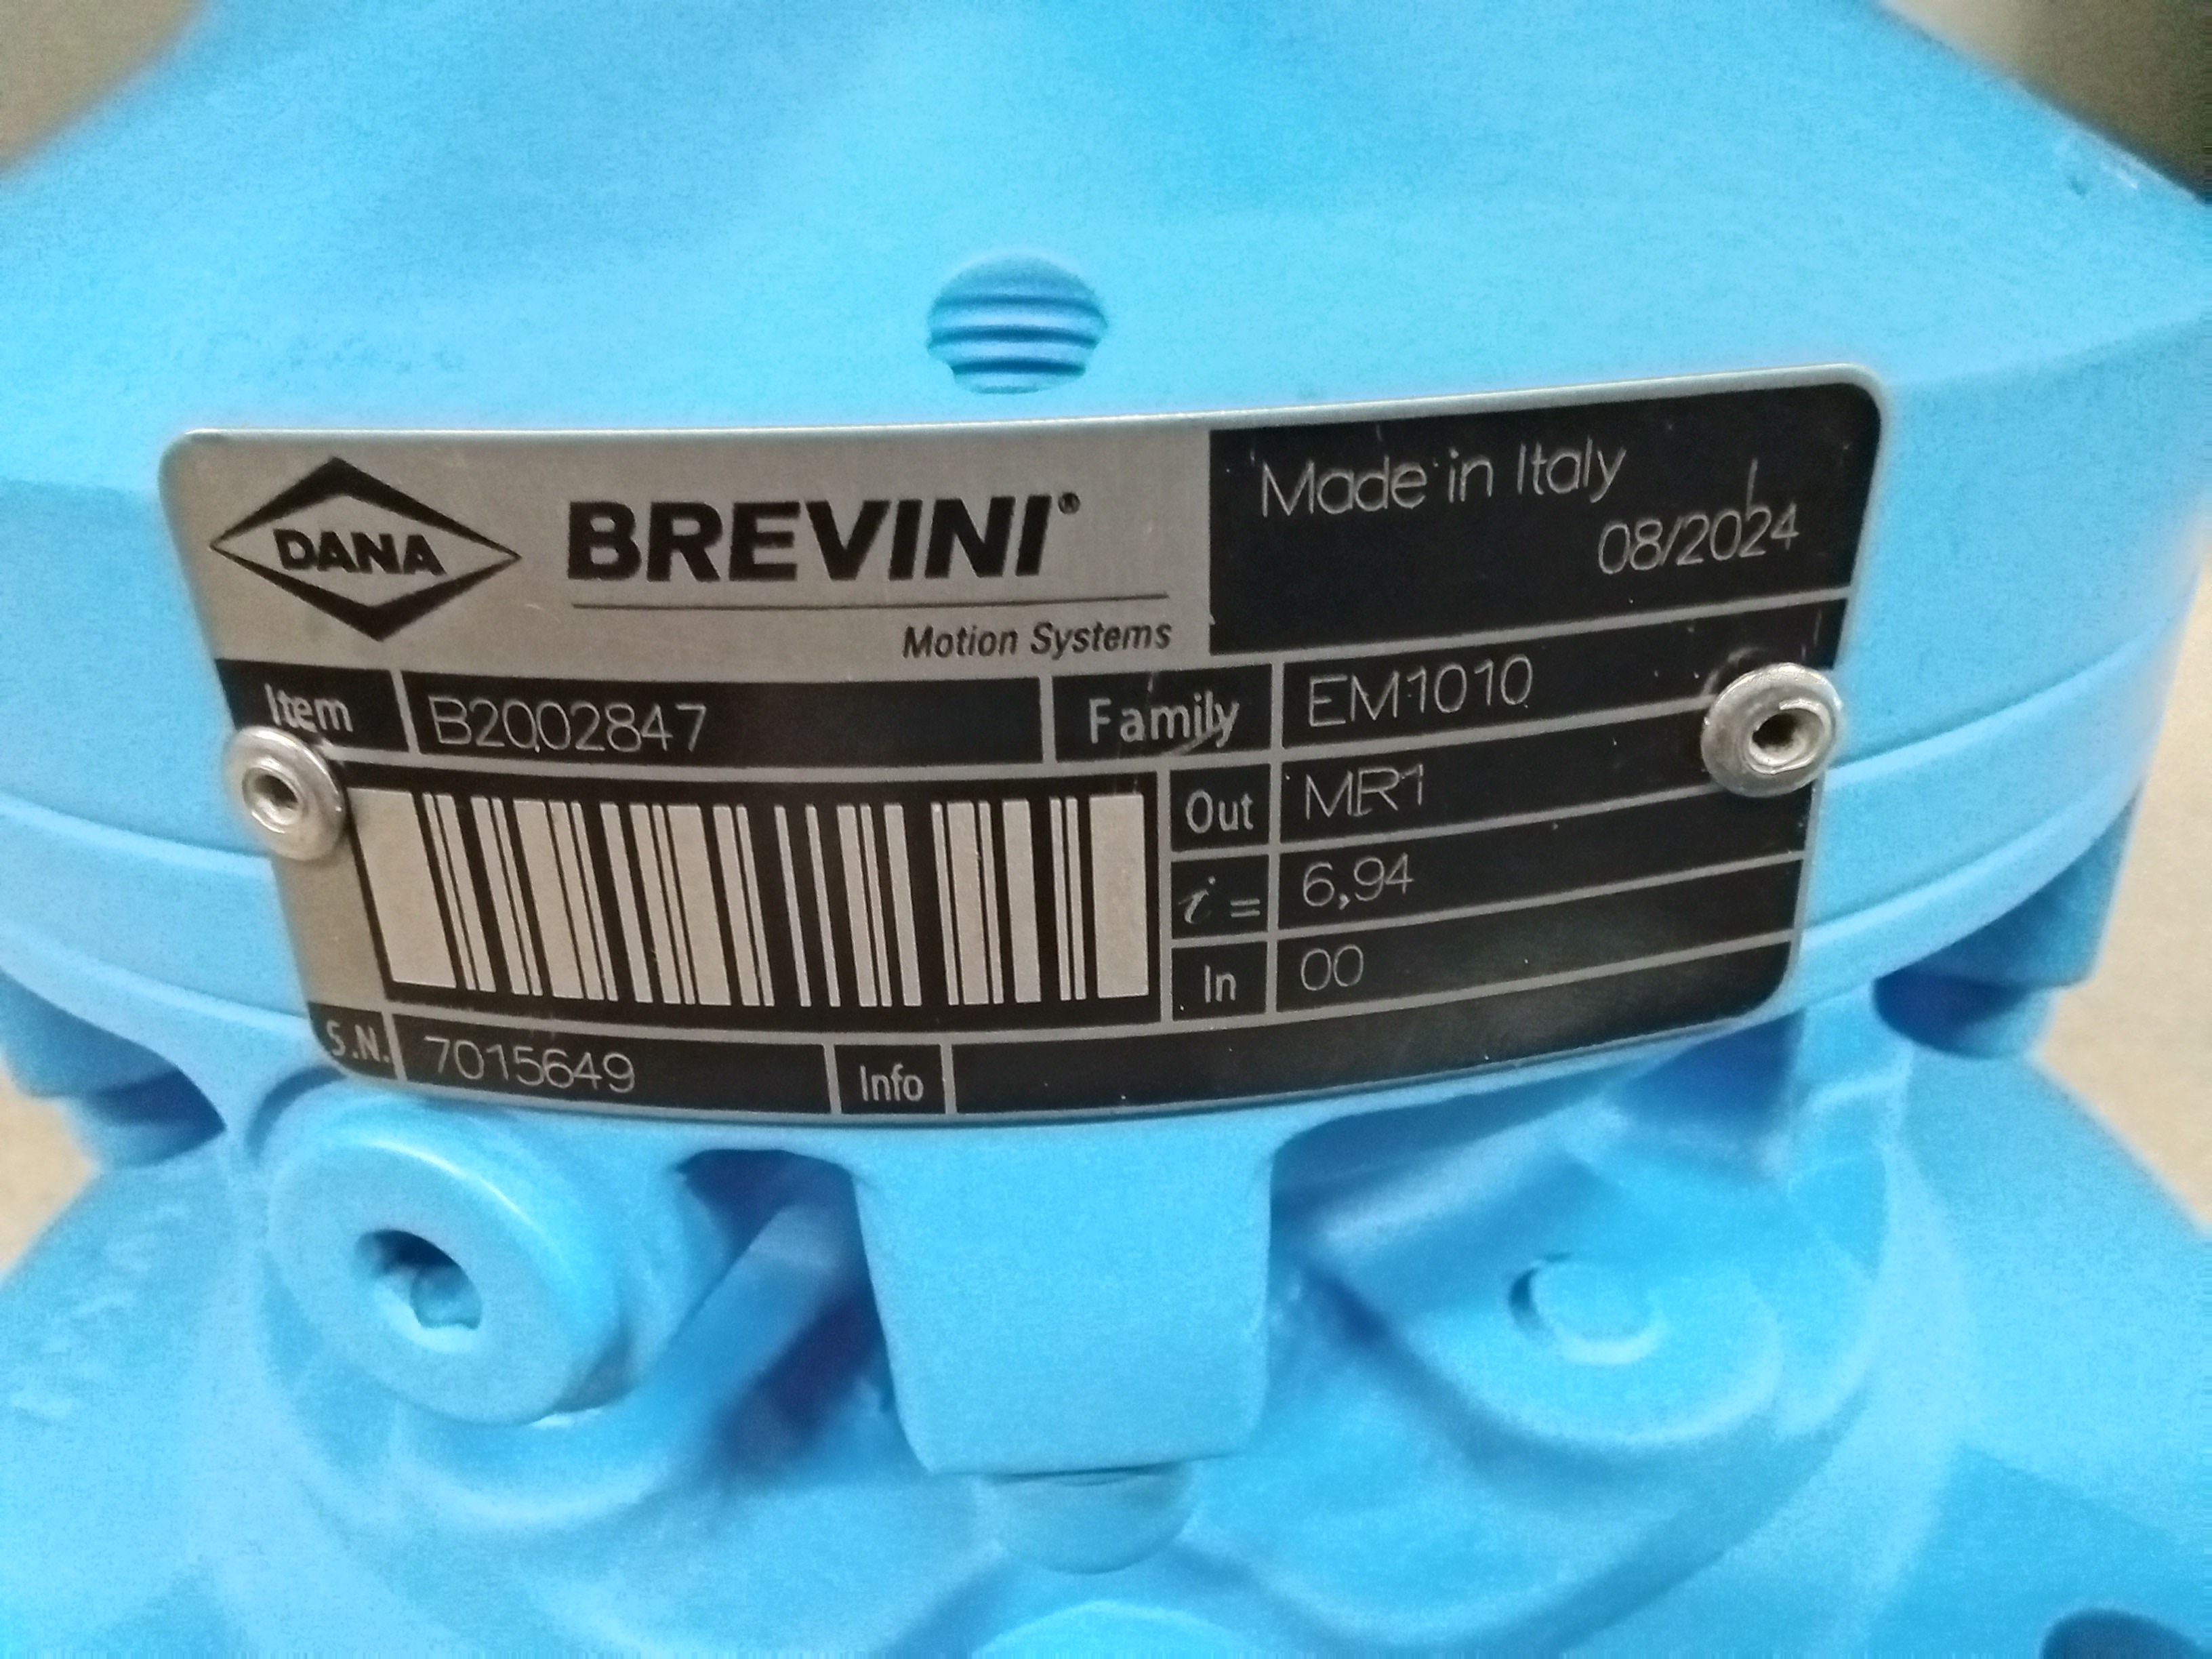 DANA
BREVINI®
Motion Systems
Made in Italy
08/2024
Item B2002847 Family EM1010
Out MR1
i = 6,94
In 00
S.N. 7015649 Info